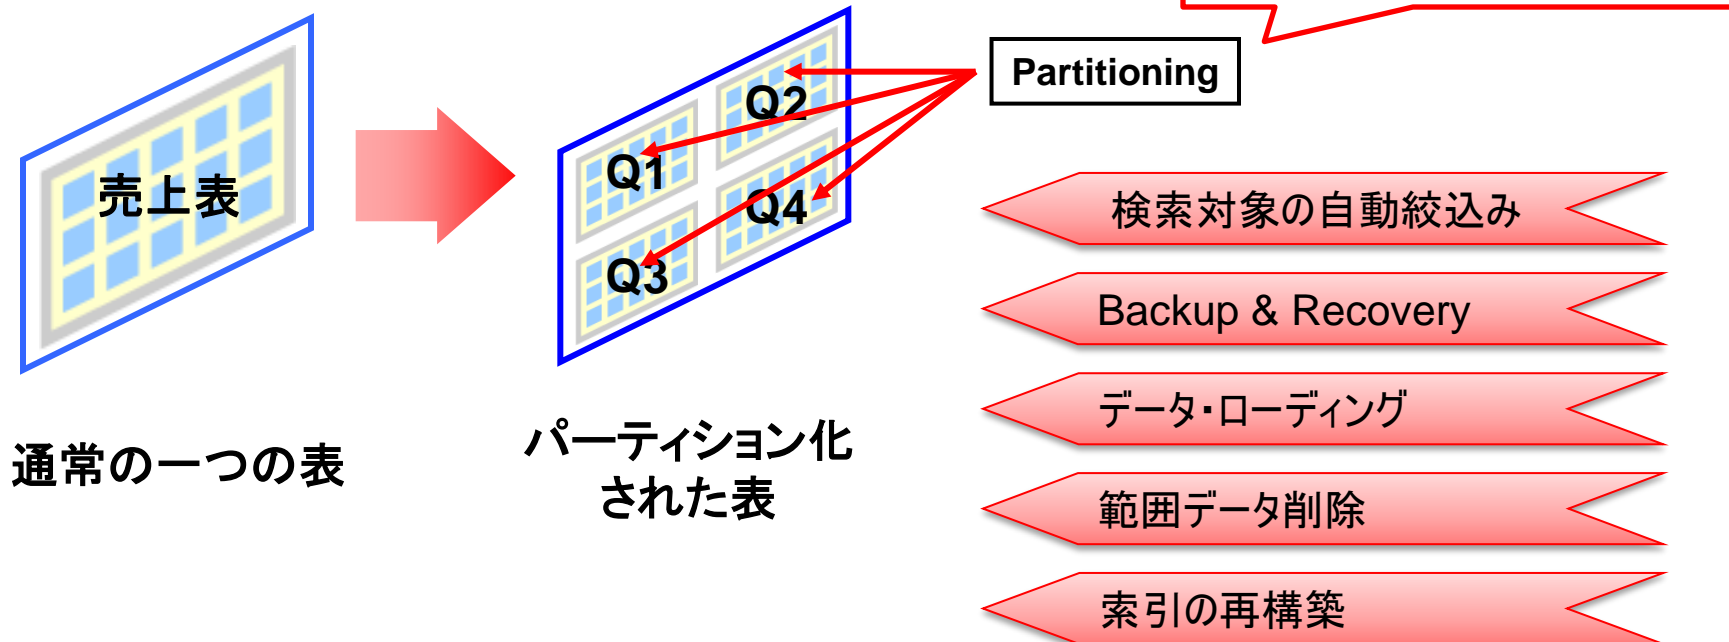 売上表
通常の一つの表
Q1
Q2
Q3
Q4
パーティション化
された表
Partitioning
検索対象の自動絞込み
Backup & Recovery
データ・ローディング
範囲データ削除
索引の再構築